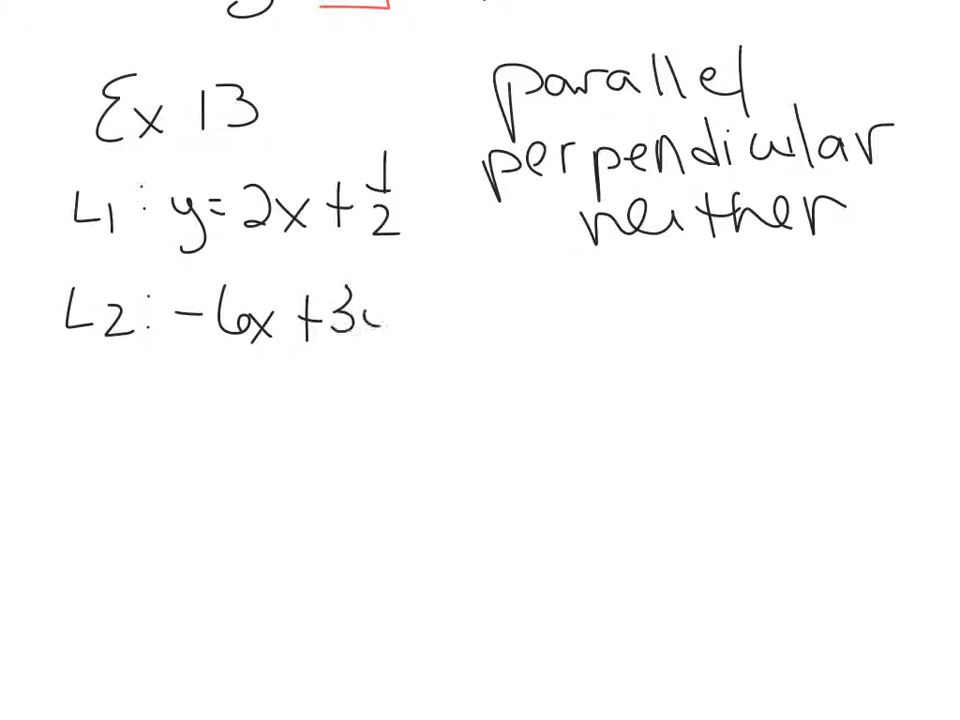 Ex 13
parallel
perpendicular
neither
L1: y=2x+1/2
L2: -6x+3